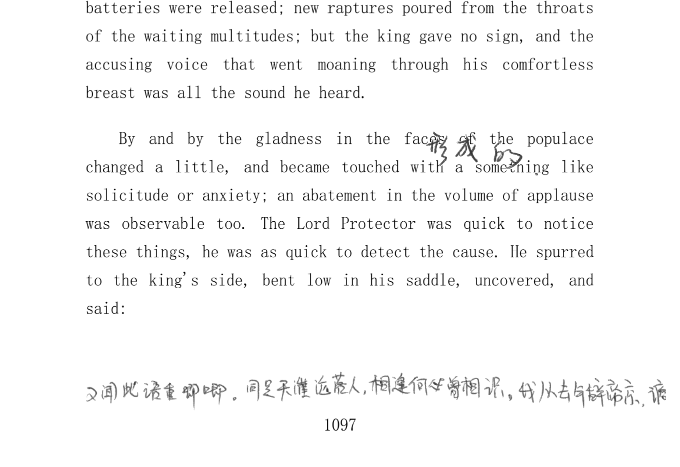 batteries were released; new raptures poured from the throats
of the waiting multitudes; but the king gave no sign, and the
accusing voice that went moaning through his comfortless
breast was all the sound he heard.
By and by the gladness in the faces of the populace
形成的
changed a little, and became touched with a something like
solicitude or anxiety; an abatement in the volume of applause
was observable too. The Lord Protector was quick to notice
these things, he was as quick to detect the cause. He spurred
to the king's side, bent low in his saddle, uncovered, and
said:
又闻此语重唧唧。同是天涯沦落人,相逢何必曾相识。我从去年辞帝京,谪
1097